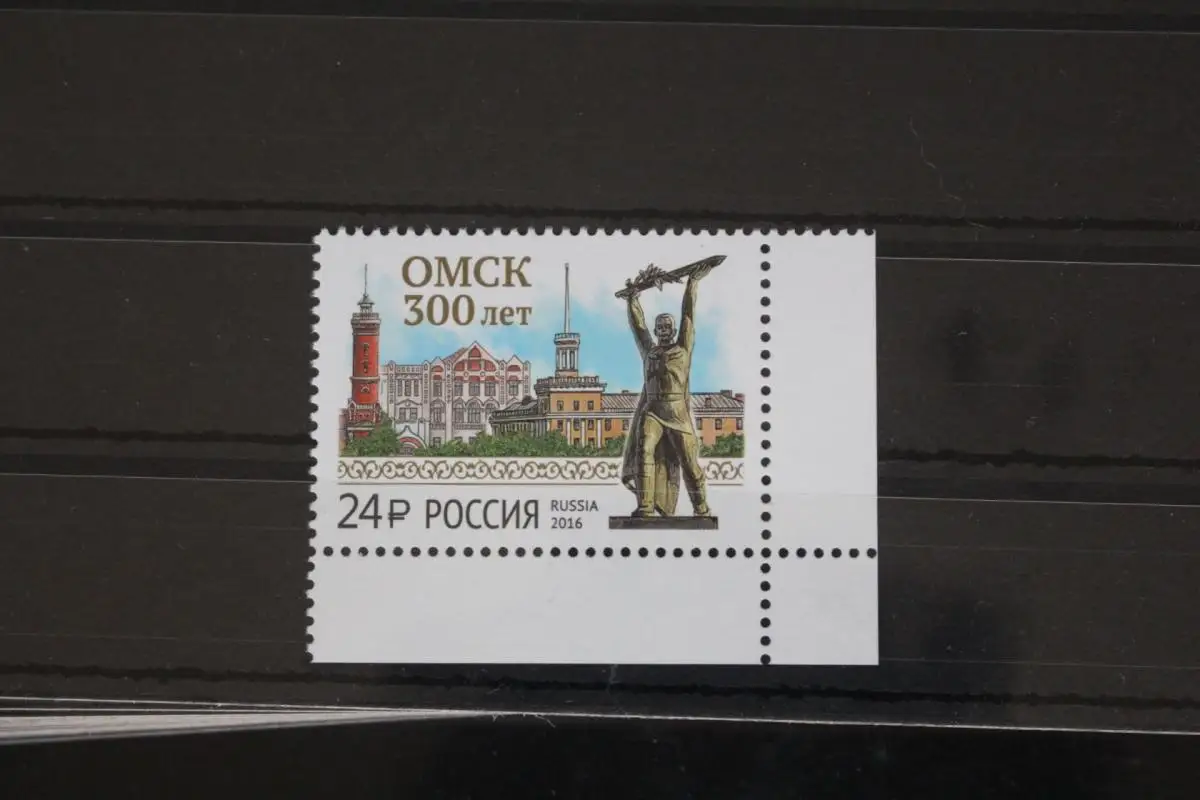 ОМСК
300 лет
24₽ РОССИЯ
RUSSIA
2016